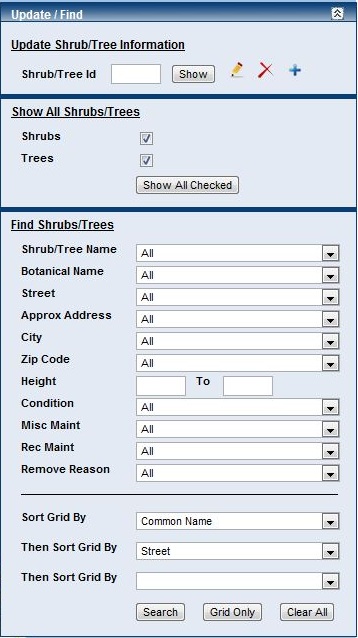 Update / Find
Update Shrub/Tree Information
Shrub/Tree Id Show
Show All Shrubs/Trees
Shrubs
Trees
Show All Checked
Find Shrubs/Trees
Shrub/Tree Name All
Botanical Name All
Street All
Approx Address All
City All
Zip Code All
Height To
Condition All
Misc Maint All
Rec Maint All
Remove Reason All
Sort Grid By Common Name
Then Sort Grid By Street
Then Sort Grid By
Search Grid Only Clear All